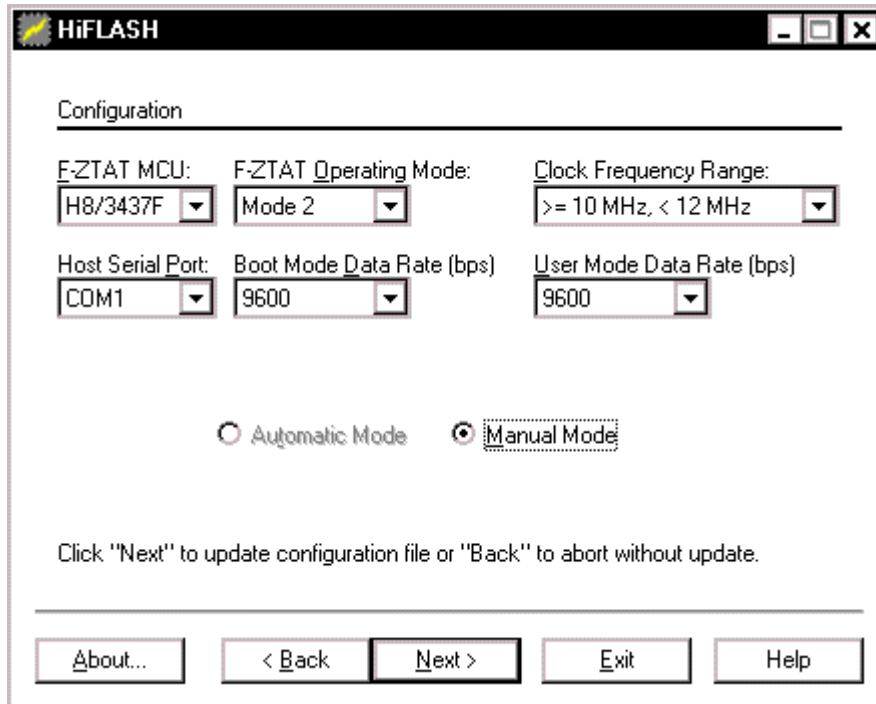 HiFLASH
Configuration
F-ZTAT MCU: F-ZTAT Operating Mode: Clock Frequency Range:
H8/3437F Mode 2 >= 10 MHz, < 12 MHz
Host Serial Port: Boot Mode Data Rate (bps) User Mode Data Rate (bps)
COM1 9600 9600
Automatic Mode Manual Mode
Click "Next" to update configuration file or "Back" to abort without update.
About... < Back Next > Exit Help